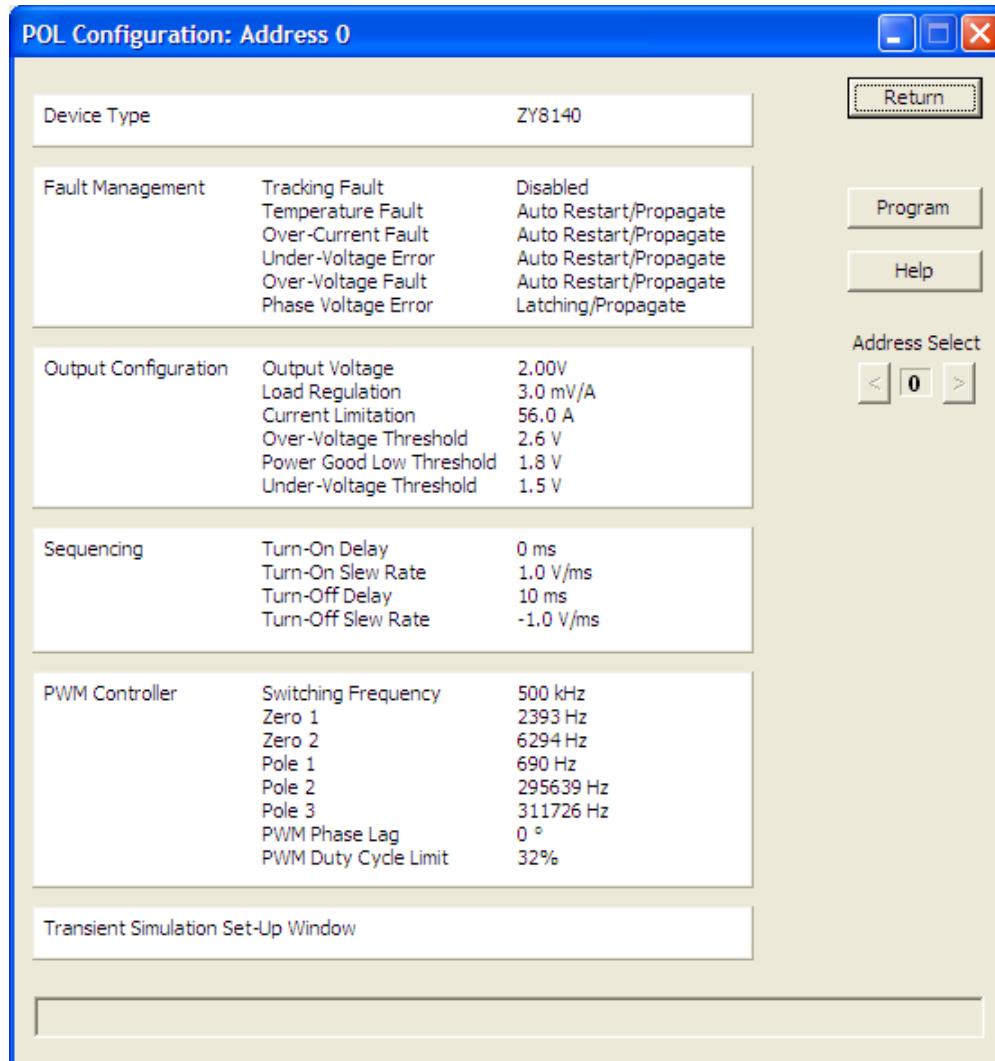 POL Configuration: Address 0
Return
Device Type ZY8140
Fault Management Tracking Fault Disabled
Temperature Fault Auto Restart/Propagate
Over-Current Fault Auto Restart/Propagate
Under-Voltage Error Auto Restart/Propagate
Over-Voltage Fault Auto Restart/Propagate
Phase Voltage Error Latching/Propagate
Program
Help
Address Select
< 0 >
Output Configuration Output Voltage 2.00V
Load Regulation 3.0 mV/A
Current Limitation 56.0 A
Over-Voltage Threshold 2.6 V
Power Good Low Threshold 1.8 V
Under-Voltage Threshold 1.5 V
Sequencing Turn-On Delay 0 ms
Turn-On Slew Rate 1.0 V/ms
Turn-Off Delay 10 ms
Turn-Off Slew Rate -1.0 V/ms
PWM Controller Switching Frequency 500 kHz
Zero 1 2393 Hz
Zero 2 6294 Hz
Pole 1 690 Hz
Pole 2 295639 Hz
Pole 3 311726 Hz
PWM Phase Lag 0 °
PWM Duty Cycle Limit 32%
Transient Simulation Set-Up Window